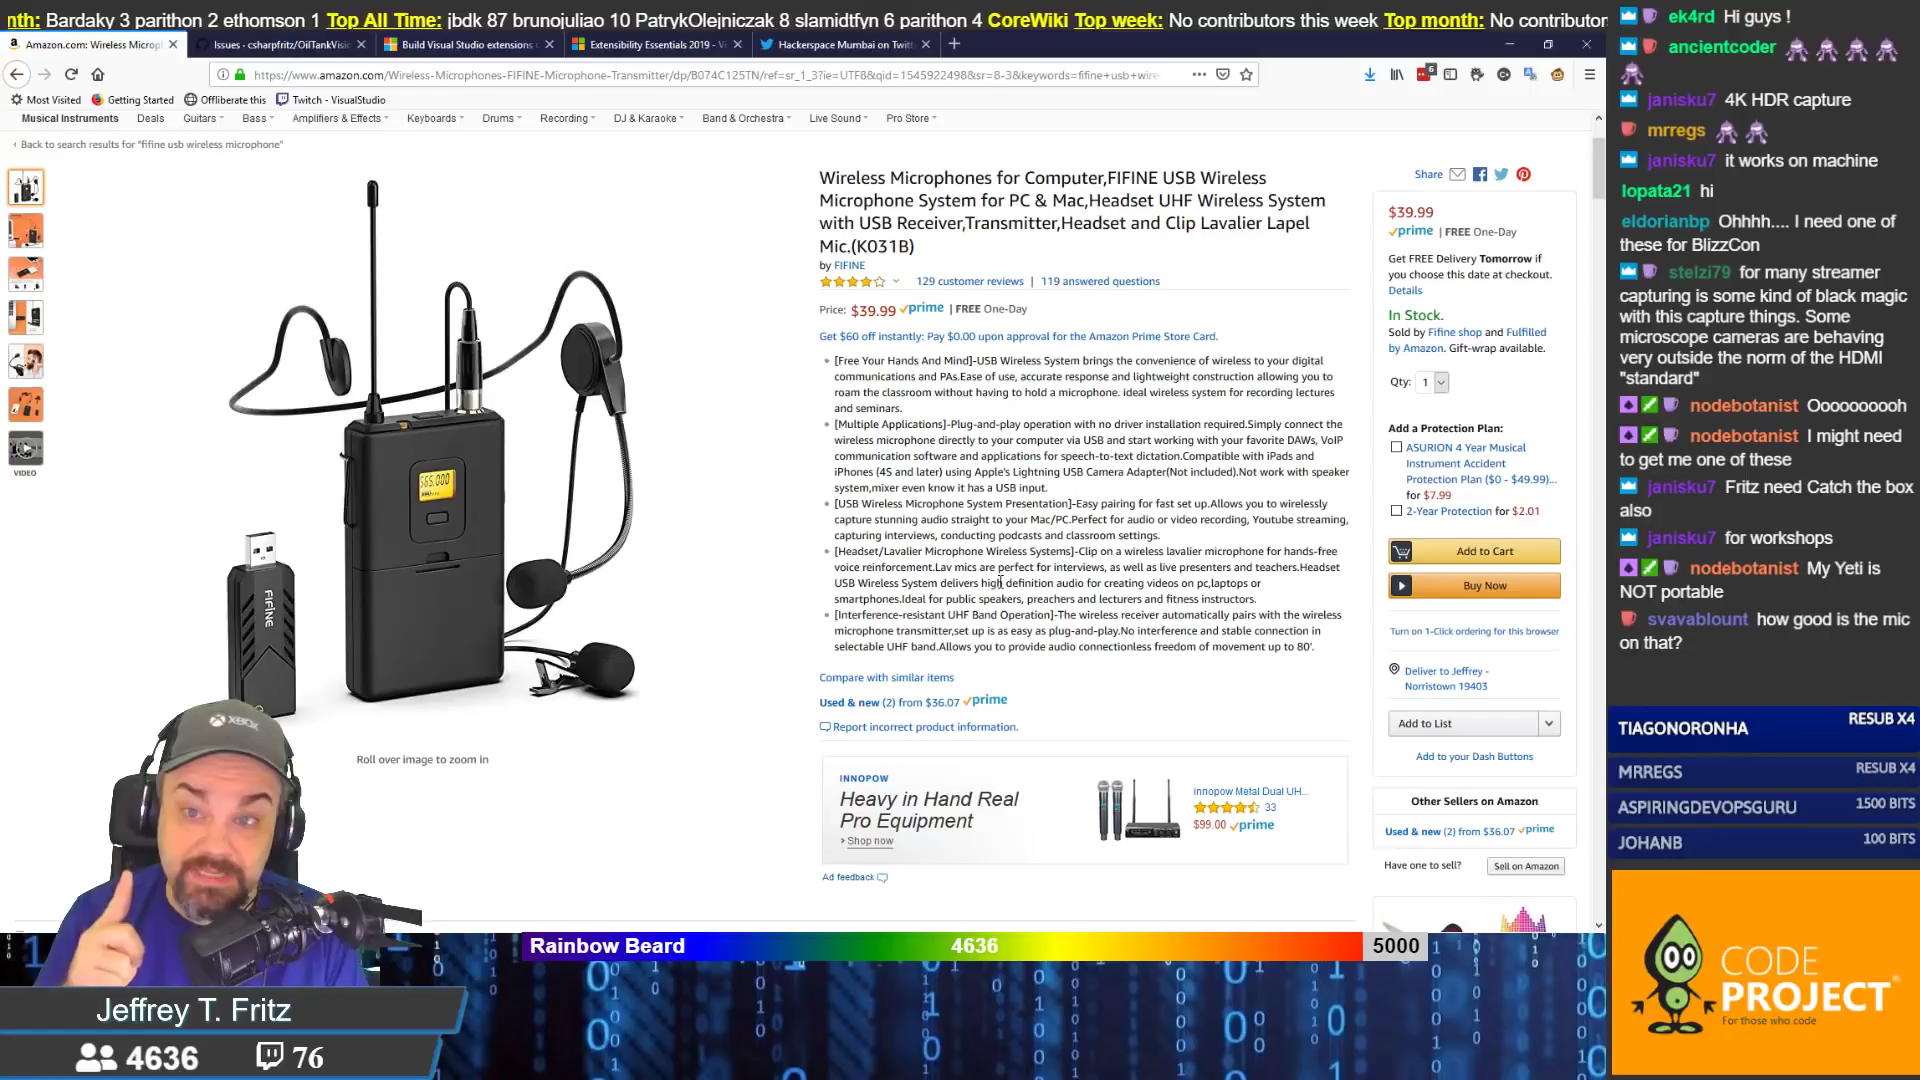 nth: Bardaky 3 parithon 2 ethomson 1 Top All Time: jbdk 87 brunojuliao 10 PatrykOlejniczak 8 slamidtfyn 6 parithon 4 CoreWiki Top week: No contributors this week Top month: No contributor
Amazon.com: Wireless Microp
Issues - csharpfritz/OilTankVisio
Build Visual Studio extensions
Extensibility Essentials 2019 - Vi
Hackerspace Mumbai on Twitt
https://www.amazon.com/Wireless-Microphones-FIFINE-Microphone-Transmitter/dp/B074C125TN/ref=sr_1_3?ie=UTF8&qid=1545922498&sr=8-3&keywords=fifine+usb+wire
6
Most Visited Getting Started Offliberate this Twitch - VisualStudio
Musical Instruments Deals Guitars Bass Amplifiers & Effects Keyboards Drums Recording DJ & Karaoke Band & Orchestra Live Sound Pro Store
‹ Back to search results for "fifine usb wireless microphone"
VIDEO
FIFINE
565.000
Roll over image to zoom in
Wireless Microphones for Computer,FIFINE USB Wireless
Microphone System for PC & Mac,Headset UHF Wireless System
with USB Receiver,Transmitter,Headset and Clip Lavalier Lapel
Mic.(K031B)
by FIFINE
129 customer reviews | 119 answered questions
Price: $39.99 prime | FREE One-Day
Get $60 off instantly: Pay $0.00 upon approval for the Amazon Prime Store Card.
• [Free Your Hands And Mind]-USB Wireless System brings the convenience of wireless to your digital
communications and PAs.Ease of use, accurate response and lightweight construction allowing you to
roam the classroom without having to hold a microphone. ideal wireless system for recording lectures
and seminars.
• [Multiple Applications]-Plug-and-play operation with no driver installation required.Simply connect the
wireless microphone directly to your computer via USB and start working with your favorite DAWs, VoIP
communication software and applications for speech-to-text dictation.Compatible with iPads and
iPhones (4S and later) using Apple's Lightning USB Camera Adapter(Not included).Not work with speaker
system,mixer even know it has a USB input.
• [USB Wireless Microphone System Presentation]-Easy pairing for fast set up.Allows you to wirelessly
capture stunning audio straight to your Mac/PC.Perfect for audio or video recording, Youtube streaming,
capturing interviews, conducting podcasts and classroom settings.
• [Headset/Lavalier Microphone Wireless Systems]-Clip on a wireless lavalier microphone for hands-free
voice reinforcement.Lav mics are perfect for interviews, as well as live presenters and teachers.Headset
USB Wireless System delivers high definition audio for creating videos on pc,laptops or
smartphones.Ideal for public speakers, preachers and lecturers and fitness instructors.
• [Interference-resistant UHF Band Operation]-The wireless receiver automatically pairs with the wireless
microphone transmitter,set up is as easy as plug-and-play.No interference and stable connection in
selectable UHF band.Allows you to provide audio connectionless freedom of movement up to 80'.
Compare with similar items
Used & new (2) from $36.07 prime
Report incorrect product information.
INNOPOW
Heavy in Hand Real
Pro Equipment
› Shop now
innopow Metal Dual UH...
33
$99.00 prime
Ad feedback
Share
$39.99
prime | FREE One-Day
Get FREE Delivery Tomorrow if
you choose this date at checkout.
Details
In Stock.
Sold by Fifine shop and Fulfilled
by Amazon. Gift-wrap available.
Qty: 1
Add a Protection Plan:
ASURION 4 Year Musical
Instrument Accident
Protection Plan ($0 - $49.99)...
for $7.99
2-Year Protection for $2.01
Add to Cart
Buy Now
Turn on 1-Click ordering for this browser
Deliver to Jeffrey -
Norristown 19403
Add to List
Add to your Dash Buttons
Other Sellers on Amazon
Used & new (2) from $36.07 prime
Have one to sell? Sell on Amazon
ek4rd Hi guys !
ancientcoder
janisku7 4K HDR capture
mrregs
janisku7 it works on machine
lopata21 hi
eldorianbp Ohhhh.... I need one of
these for BlizzCon
stelzi79 for many streamer
capturing is some kind of black magic
with this capture things. Some
microscope cameras are behaving
very outside the norm of the HDMI
"standard"
nodebotanist Oooooooooh
nodebotanist I might need
to get me one of these
janisku7 Fritz need Catch the box
also
janisku7 for workshops
nodebotanist My Yeti is
NOT portable
svavablount how good is the mic
on that?
TIAGONORONHA RESUB X4
MRREGS RESUB X4
ASPIRINGDEVOPSGURU 1500 BITS
JOHANB 100 BITS
CODE
PROJECT®
For those who code
XBOX
Rainbow Beard 4636 5000
Jeffrey T. Fritz
4636 76